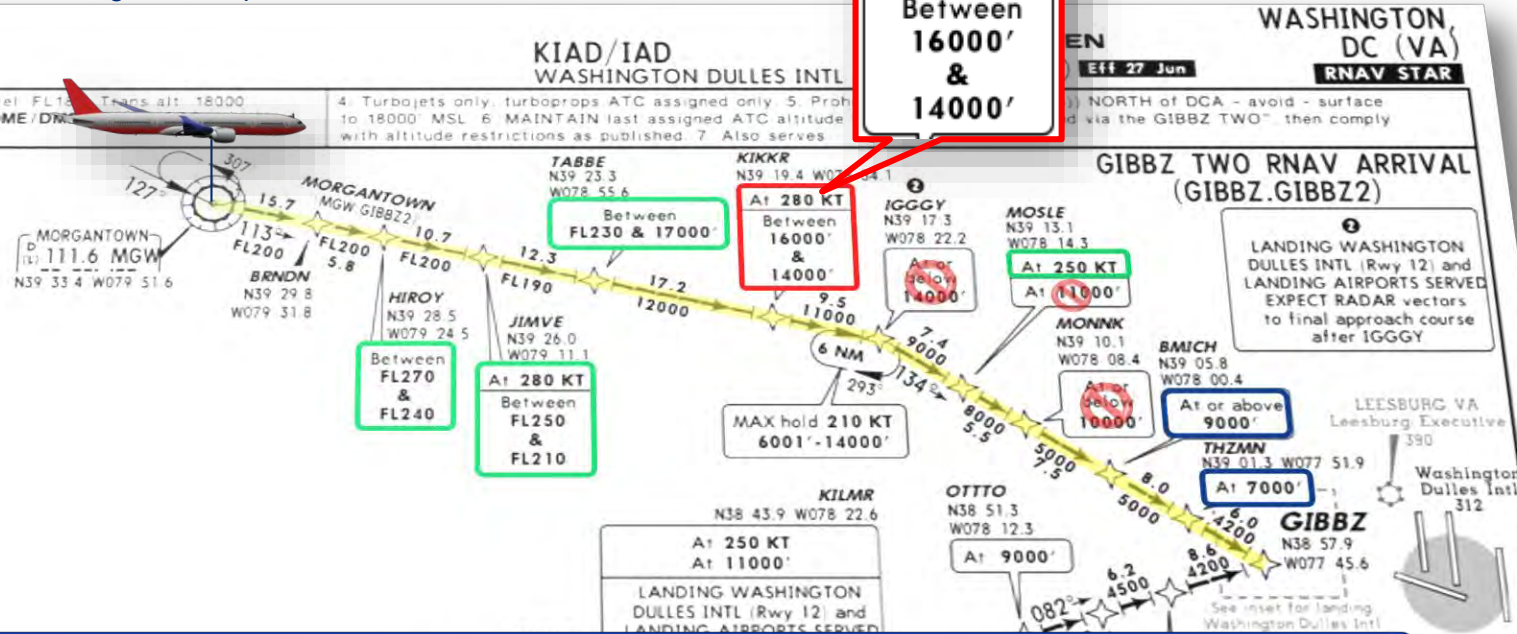 Between
16000'
&
14000'
KIAD/IAD
WASHINGTON DULLES INTL
EN
Eff 27 Jun
WASHINGTON,
DC (VA)
RNAV STAR
Trans alt: 18000
4. Turbojets only, turboprops ATC assigned only. 5.
to 18000' MSL. 6. MAINTAIN last assigned ATC altitude
with altitude restrictions as published. 7. Also serves
NORTH of DCA - avoid - surface
via the GIBBZ TWO", then comply
GIBBZ TWO RNAV ARRIVAL
(GIBBZ.GIBBZ2)
2
LANDING WASHINGTON
DULLES INTL (Rwy 12) and
LANDING AIRPORTS SERVED
EXPECT RADAR vectors
to final approach course
after IGGGY
307
127°
MORGANTOWN
D
111.6 MGW
N39 33.4 W079 51.6
MORGANTOWN
MGW.GIBBZ2
15.7
113°
FL200
BRNDN
N39 29.8
W079 31.8
FL200
5.8
HIROY
N39 28.5
W079 24.5
Between
FL270
&
FL240
10.7
FL200
JIMVE
N39 26.0
W079 11.1
At 280 KT
Between
FL250
&
FL210
12.3
FL190
TABBE
N39 23.3
W078 55.6
Between
FL230 & 17000'
17.2
12000
KIKKR
N39 19.4
At 280 KT
Between
16000'
&
14000'
9.5
11000
2
IGGGY
N39 17.3
W078 22.2
At or
below
14000'
6 NM
293°
134°
MAX hold 210 KT
6001'-14000'
7.4
9000
MOSLE
N39 13.1
W078 14.3
At 250 KT
At 11000'
8000
5.5
MONNK
N39 10.1
W078 08.4
At or
below
10000'
5000
7.5
BMICH
N39 05.8
W078 00.4
At or above
9000'
8.0
5000
THZMN
N39 01.3 W077 51.9
At 7000'
6.0
4200
GIBBZ
N38 57.9
W077 45.6
LEESBURG VA
Leesburg Executive
390
Washington
Dulles Intl
312
KILMR
N38 43.9 W078 22.6
At 250 KT
At 11000'
LANDING WASHINGTON
DULLES INTL (Rwy 12) and
LANDING AIRPORTS SERVED
OTTTO
N38 51.3
W078 12.3
At 9000'
082°
6.2
4500
8.6
4200
See inset for landing
Washington Dulles Intl